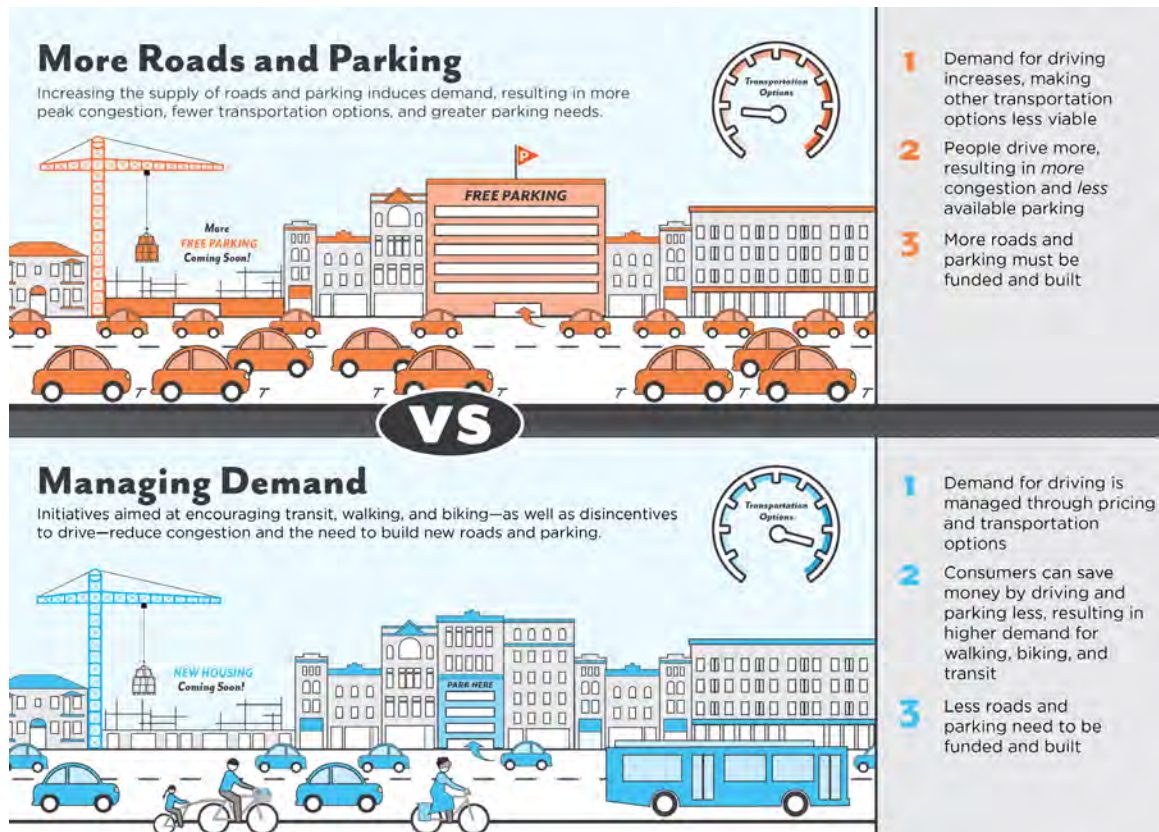 More Roads and Parking
Increasing the supply of roads and parking induces demand, resulting in more
peak congestion, fewer transportation options, and greater parking needs.
Transportation
Options
P
FREE PARKING
More
FREE PARKING
Coming Soon!
1 Demand for driving
increases, making
other transportation
options less viable
2 People drive more,
resulting in more
congestion and less
available parking
3 More roads and
parking must be
funded and built
VS
Managing Demand
Initiatives aimed at encouraging transit, walking, and biking—as well as disincentives
to drive—reduce congestion and the need to build new roads and parking.
Transportation
Options
NEW HOUSING
Coming Soon!
PARK HERE
1 Demand for driving is
managed through pricing
and transportation
options
2 Consumers can save
money by driving and
parking less, resulting in
higher demand for
walking, biking, and
transit
3 Less roads and
parking need to be
funded and built